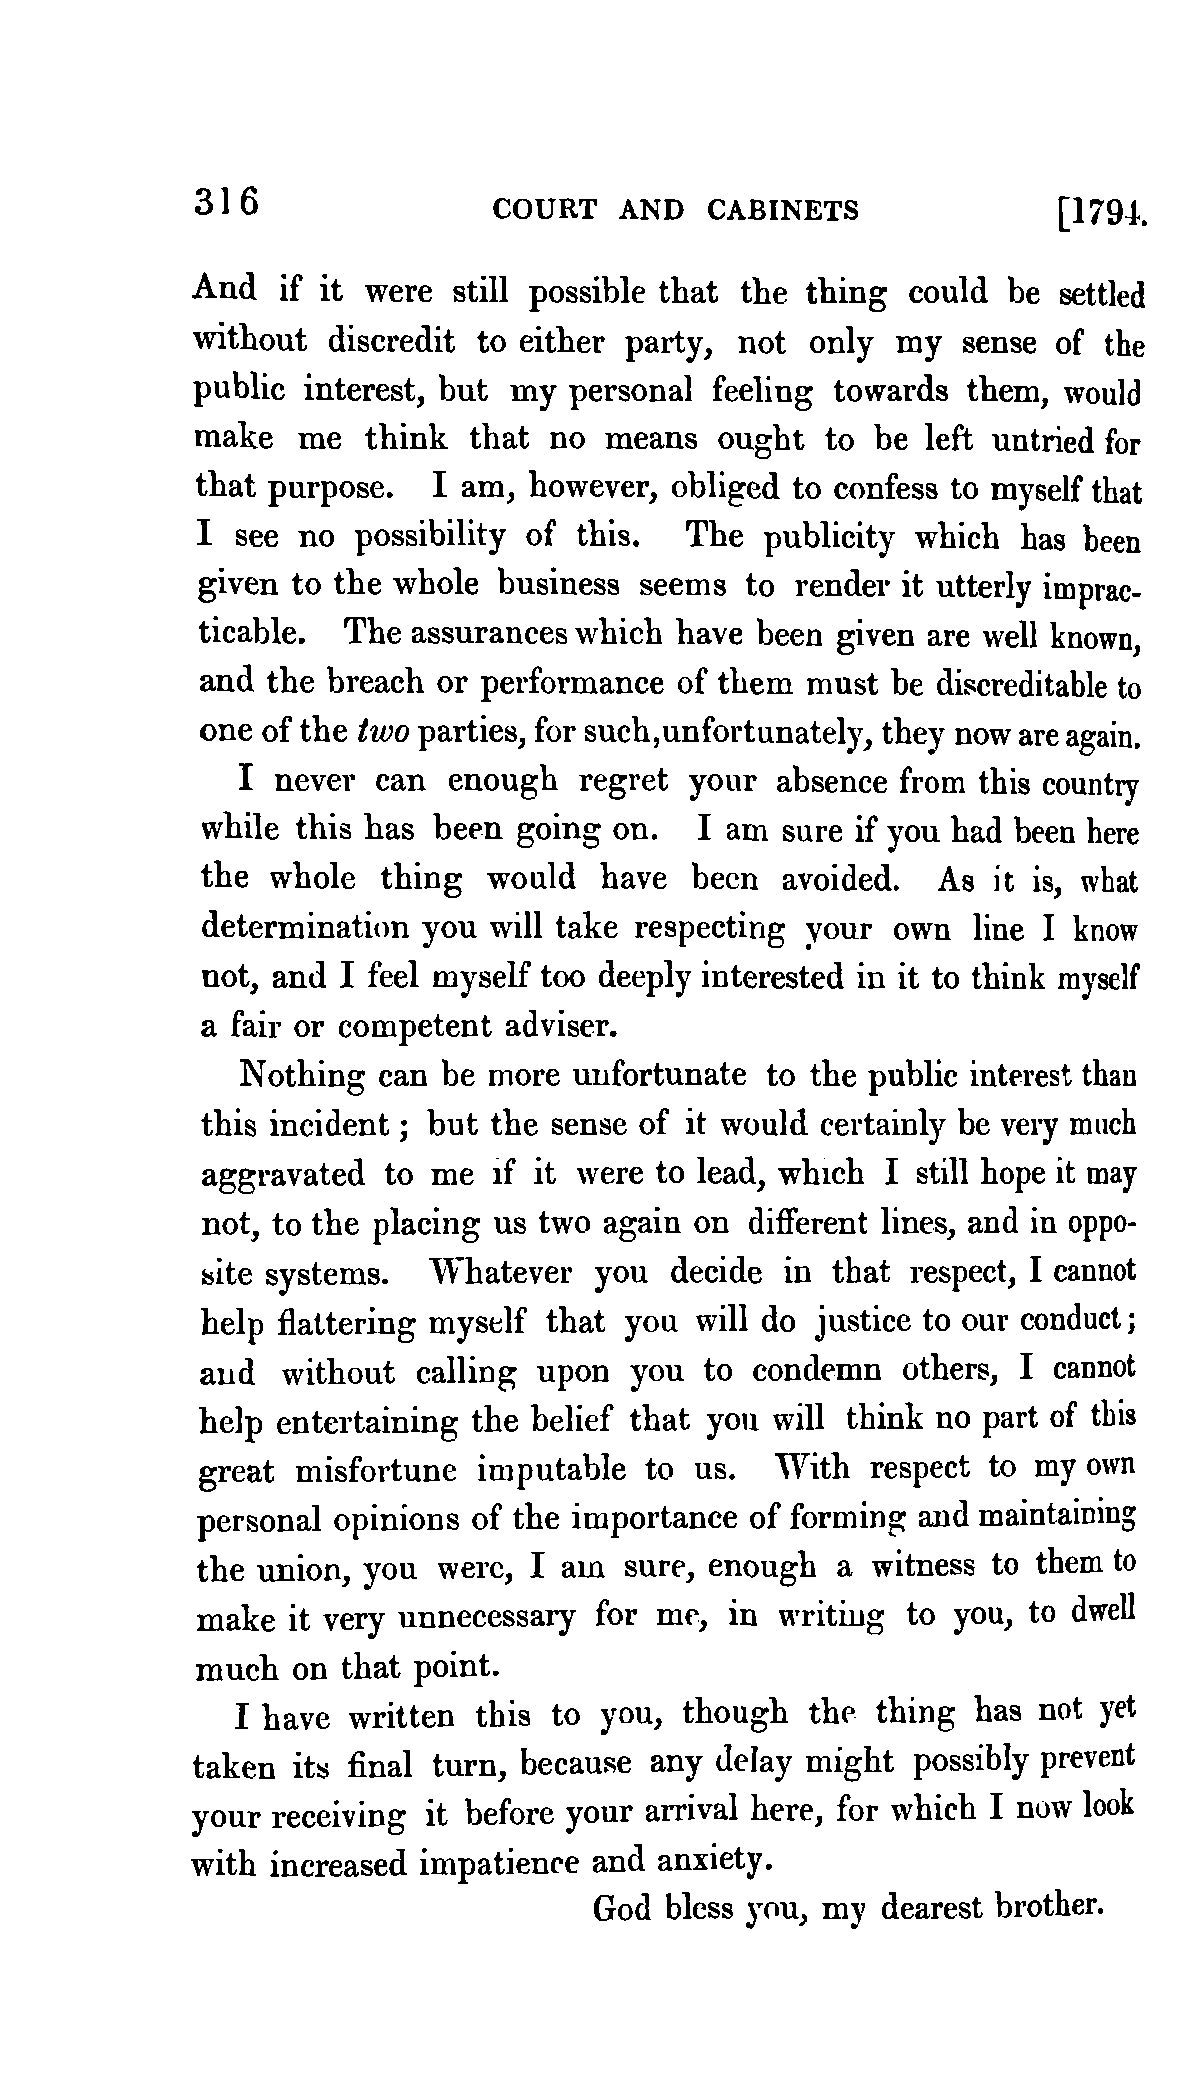 316 COURT AND CABINETS [1794.
And if it were still possible that the thing could be settled
without discredit to either party, not only my sense of the
public interest, but my personal feeling towards them, would
make me think that no means ought to be left untried for
that purpose. I am, however, obliged to confess to myself that
I see no possibility of this. The publicity which has been
given to the whole business seems to render it utterly imprac-
ticable. The assurances which have been given are well known,
and the breach or performance of them must be discreditable to
one of the two parties, for such, unfortunately, they now are again.
I never can enough regret your absence from this country
while this has been going on. I am sure if you had been here
the whole thing would have been avoided. As it is, what
determination you will take respecting your own line I know
not, and I feel myself too deeply interested in it to think myself
a fair or competent adviser.
Nothing can be more unfortunate to the public interest than
this incident; but the sense of it would certainly be very much
aggravated to me if it were to lead, which I still hope it may
not, to the placing us two again on different lines, and in oppo-
site systems. Whatever you decide in that respect, I cannot
help flattering myself that you will do justice to our conduct;
and without calling upon you to condemn others, I cannot
help entertaining the belief that you will think no part of this
great misfortune imputable to us. With respect to my own
personal opinions of the importance of forming and maintaining
the union, you were, I am sure, enough a witness to them to
make it very unnecessary for me, in writing to you, to dwell
much on that point.
I have written this to you, though the thing has not yet
taken its final turn, because any delay might possibly prevent
your receiving it before your arrival here, for which I now look
with increased impatience and anxiety.
God bless you, my dearest brother.